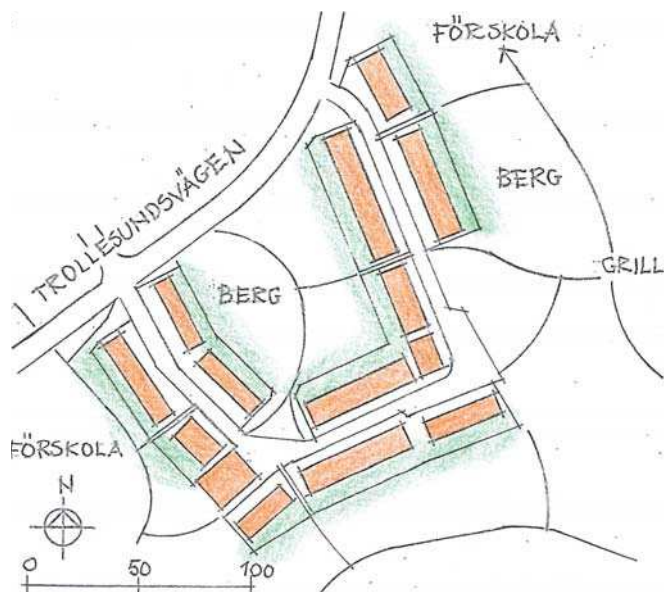 FÖRSKOLA
TROLLESUNDSVÄGEN
BERG
BERG
GRILL
FÖRSKOLA
N
0 50 100